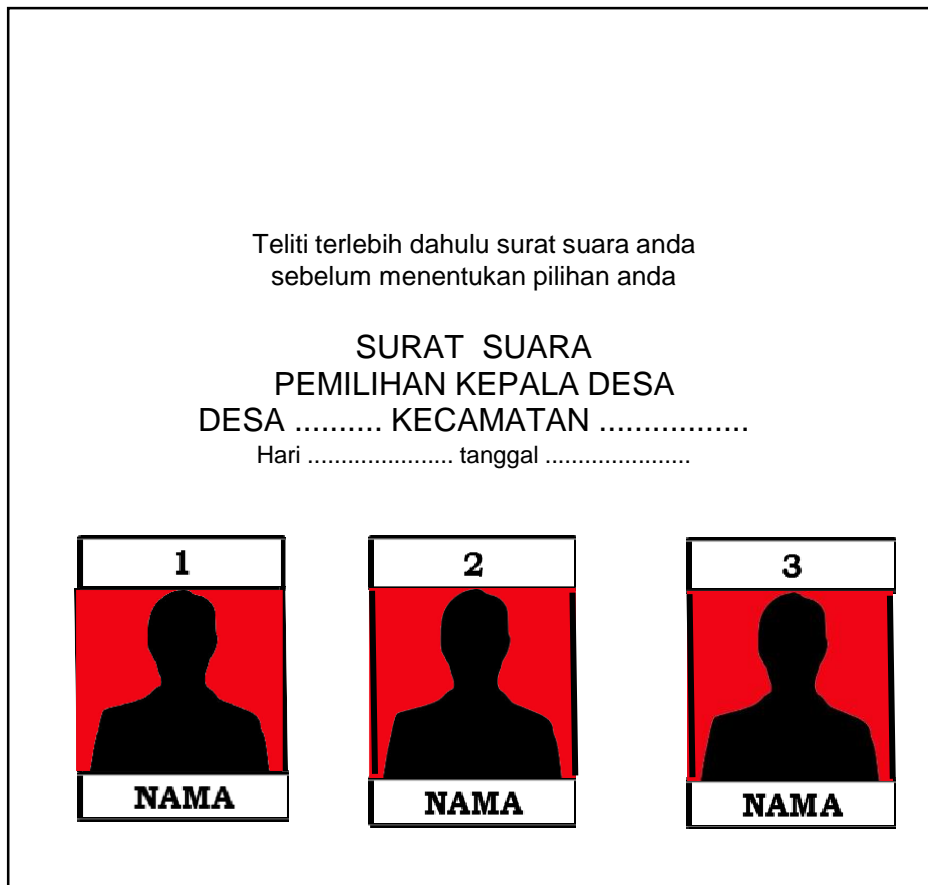 Teliti terlebih dahulu surat suara anda
sebelum menentukan pilihan anda
SURAT SUARA
PEMILIHAN KEPALA DESA
DESA .......... KECAMATAN .................
Hari ...................... tanggal ......................
1
2
3
NAMA
NAMA
NAMA